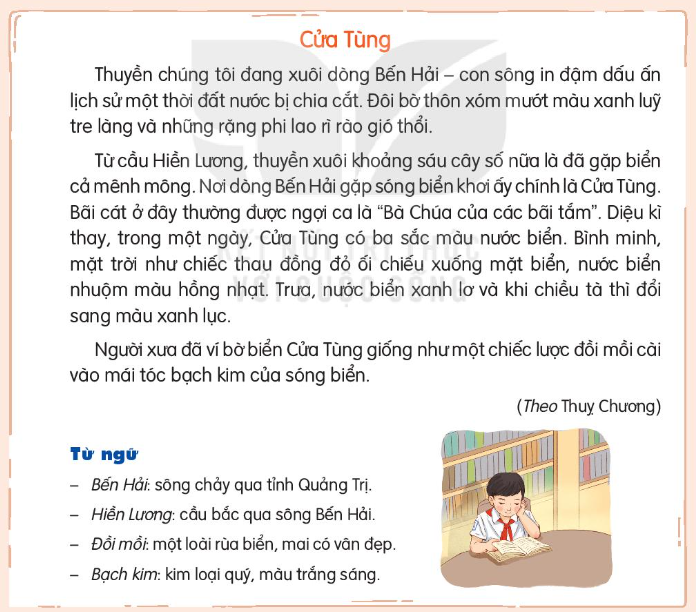 Cửa Tùng
Thuyền chúng tôi đang xuôi dòng Bến Hải – con sông in đậm dấu ấn
lịch sử một thời đất nước bị chia cắt. Đôi bờ thôn xóm mướt màu xanh luỹ
tre làng và những rặng phi lao rì rào gió thổi.
Từ cầu Hiền Lương, thuyền xuôi khoảng sáu cây số nữa là đã gặp biển
cả mênh mông. Nơi dòng Bến Hải gặp sóng biển khơi ấy chính là Cửa Tùng.
Bãi cát ở đây thường được ngợi ca là “Bà Chúa của các bãi tắm”. Diệu kì
thay, trong một ngày, Cửa Tùng có ba sắc màu nước biển. Bình minh,
mặt trời như chiếc thau đồng đỏ ối chiếu xuống mặt biển, nước biển
nhuộm màu hồng nhạt. Trưa, nước biển xanh lơ và khi chiều tà thì đổi
sang màu xanh lục.
Người xưa đã ví bờ biển Cửa Tùng giống như một chiếc lược đồi mồi cài
vào mái tóc bạch kim của sóng biển.
(Theo Thuỵ Chương)
Từ ngữ
– Bến Hải: sông chảy qua tỉnh Quảng Trị.
– Hiền Lương: cầu bắc qua sông Bến Hải.
– Đồi mồi: một loài rùa biển, mai có vân đẹp.
– Bạch kim: kim loại quý, màu trắng sáng.
KẾT NỐI TRI THỨC
VỚI CUỘC SỐNG